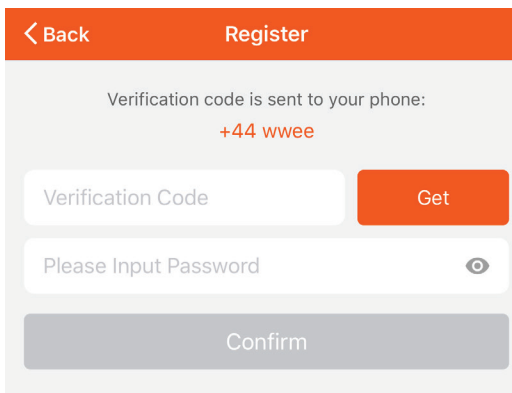 Back
Register
Verification code is sent to your phone:
+44 wwee
Verification Code
Get
Please Input Password
Confirm